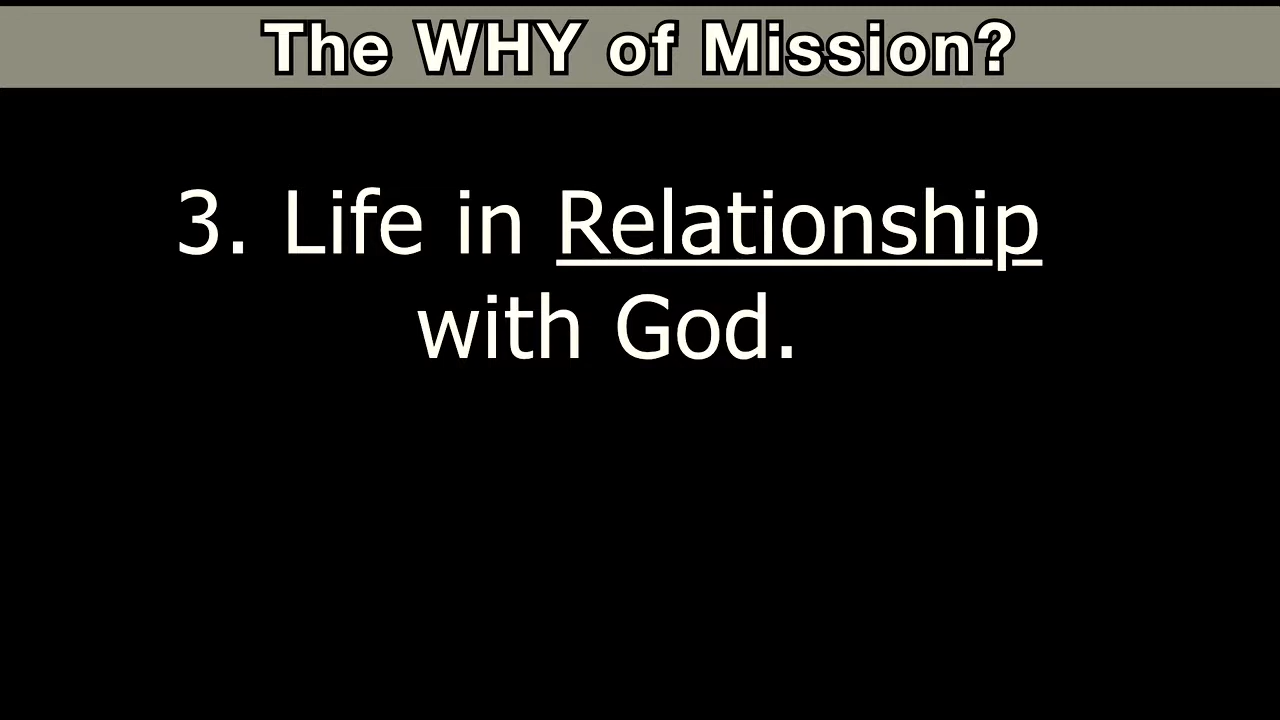 The WHY of Mission?
3. Life in Relationship
with God.